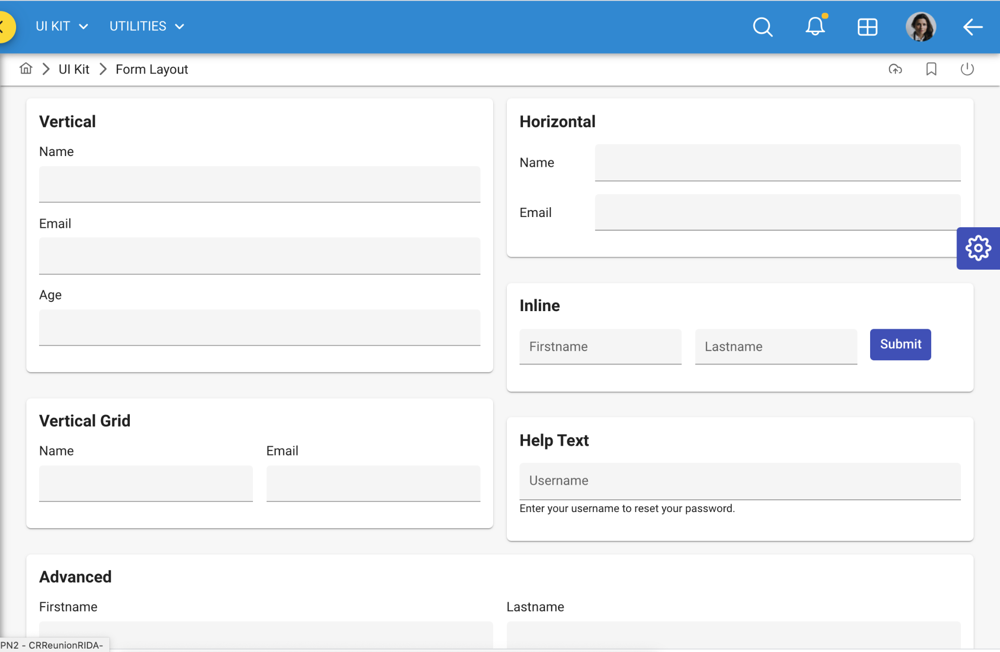 UI KIT UTILITIES
UI Kit Form Layout
Vertical
Name
Email
Age
Horizontal
Name
Email
Inline
Firstname Lastname Submit
Vertical Grid
Name Email
Help Text
Username
Enter your username to reset your password.
Advanced
Firstname Lastname
PN2 - CRReunionRIDA-